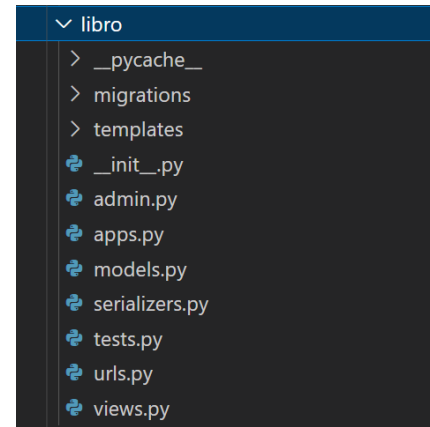 libro
__pycache__
migrations
templates
__init__.py
admin.py
apps.py
models.py
serializers.py
tests.py
urls.py
views.py